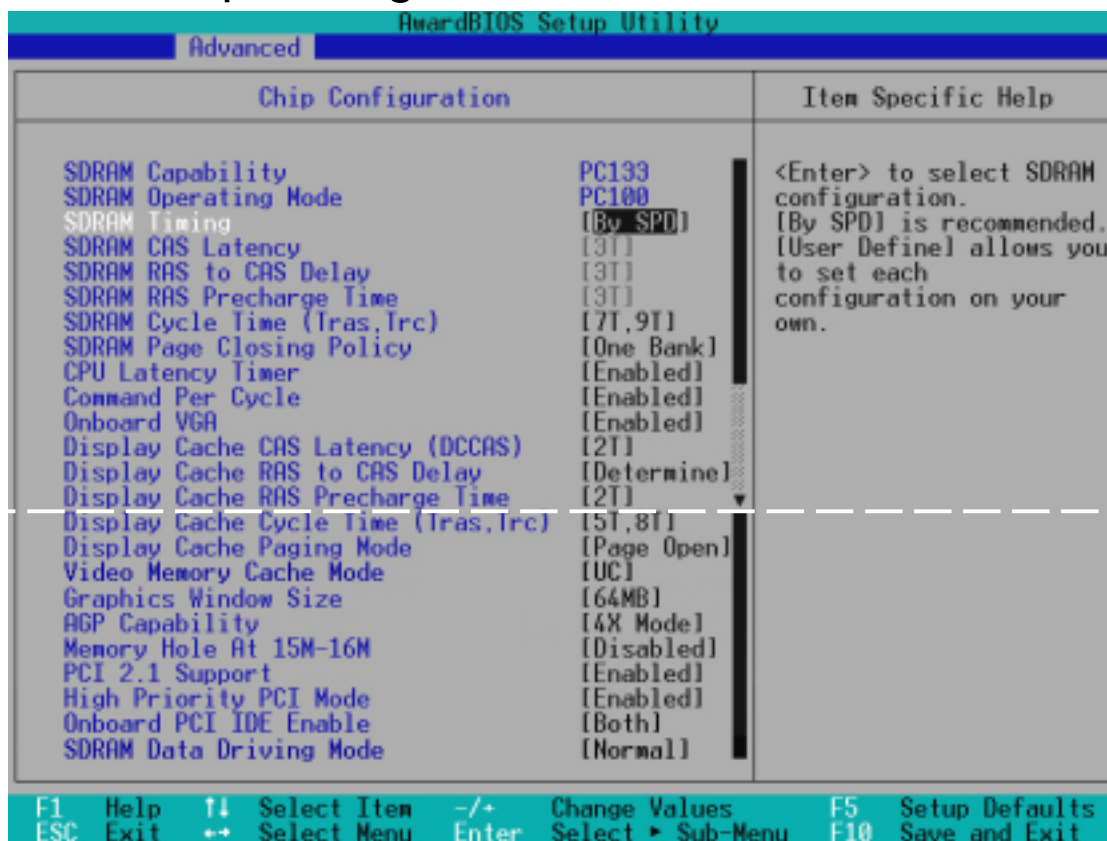 AwardBIOS Setup Utility
Advanced
Chip Configuration
Item Specific Help
SDRAM Capability PC133
SDRAM Operating Mode PC100
SDRAM Timing [By SPD]
SDRAM CAS Latency [3T]
SDRAM RAS to CAS Delay [3T]
SDRAM RAS Precharge Time [3T]
SDRAM Cycle Time (Tras,Trc) [7T,9T]
SDRAM Page Closing Policy [One Bank]
CPU Latency Timer [Enabled]
Command Per Cycle [Enabled]
Onboard VGA [Enabled]
Display Cache CAS Latency (DCCAS) [2T]
Display Cache RAS to CAS Delay [Determine]
Display Cache RAS Precharge Time [2T]
Display Cache Cycle Time (Tras,Trc) [5T,8T]
Display Cache Paging Mode [Page Open]
Video Memory Cache Mode [UC]
Graphics Window Size [64MB]
AGP Capability [4X Mode]
Memory Hole At 15M-16M [Disabled]
PCI 2.1 Support [Enabled]
High Priority PCI Mode [Enabled]
Onboard PCI IDE Enable [Both]
SDRAM Data Driving Mode [Normal]
<Enter> to select SDRAM
configuration.
[By SPD] is recommended.
[User Define] allows you
to set each
configuration on your
own.
F1 Help ↑↓ Select Item -/+ Change Values F5 Setup Defaults
ESC Exit ←→ Select Menu Enter Select ► Sub-Menu F10 Save and Exit